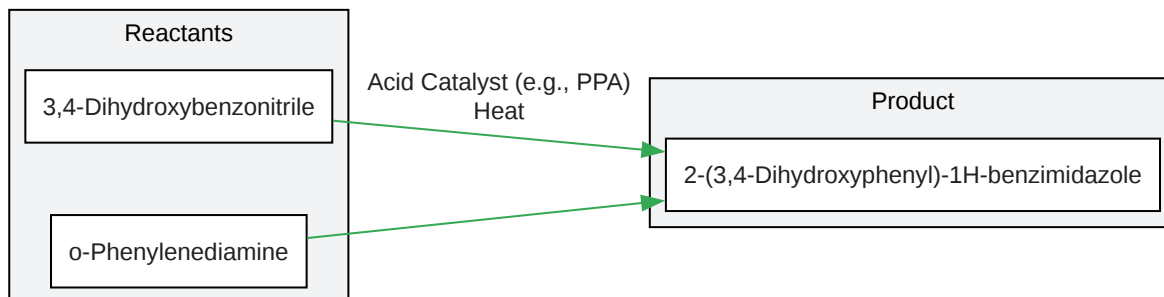 Reactants
3,4-Dihydroxybenzonitrile
o-Phenylenediamine
Acid Catalyst (e.g., PPA)
Heat
Product
2-(3,4-Dihydroxyphenyl)-1H-benzimidazole